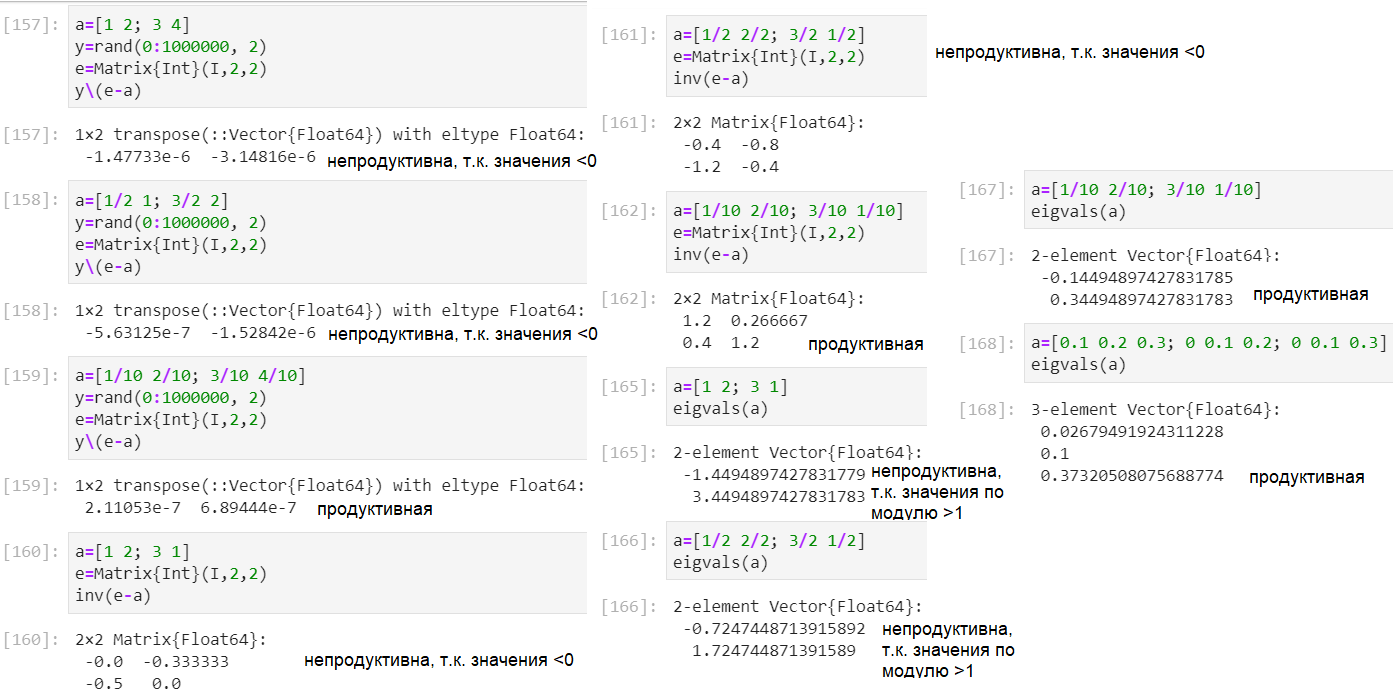 [157]: a=[1 2; 3 4]
y=rand(0:1000000, 2)
e=Matrix{Int}(I,2,2)
y\(e-a)
[157]: 1×2 transpose(::Vector{Float64}) with eltype Float64:
-1.47733e-6 -3.14816e-6 непродуктивна, т.к. значения <0
[158]: a=[1/2 1; 3/2 2]
y=rand(0:1000000, 2)
e=Matrix{Int}(I,2,2)
y\(e-a)
[158]: 1×2 transpose(::Vector{Float64}) with eltype Float64:
-5.63125e-7 -1.52842e-6 непродуктивна, т.к. значения <0
[159]: a=[1/10 2/10; 3/10 4/10]
y=rand(0:1000000, 2)
e=Matrix{Int}(I,2,2)
y\(e-a)
[159]: 1×2 transpose(::Vector{Float64}) with eltype Float64:
2.11053e-7 6.89444e-7 продуктивная
[160]: a=[1 2; 3 1]
e=Matrix{Int}(I,2,2)
inv(e-a)
[160]: 2×2 Matrix{Float64}:
-0.0 -0.333333 непродуктивна, т.к. значения <0
-0.5 0.0
[161]: a=[1/2 2/2; 3/2 1/2]
e=Matrix{Int}(I,2,2) непродуктивна, т.к. значения <0
inv(e-a)
[161]: 2×2 Matrix{Float64}:
-0.4 -0.8
-1.2 -0.4
[162]: a=[1/10 2/10; 3/10 1/10]
e=Matrix{Int}(I,2,2)
inv(e-a)
[162]: 2×2 Matrix{Float64}:
1.2 0.266667
0.4 1.2 продуктивная
[165]: a=[1 2; 3 1]
eigvals(a)
[165]: 2-element Vector{Float64}:
-1.4494897427831779 непродуктивна,
3.4494897427831783 т.к. значения по
модулю >1
[166]: a=[1/2 2/2; 3/2 1/2]
eigvals(a)
[166]: 2-element Vector{Float64}:
-0.7247448713915892 непродуктивна,
1.724744871391589 т.к. значения по
модулю >1
[167]: a=[1/10 2/10; 3/10 1/10]
eigvals(a)
[167]: 2-element Vector{Float64}:
-0.14494897427831785
0.34494897427831783 продуктивная
[168]: a=[0.1 0.2 0.3; 0 0.1 0.2; 0 0.1 0.3]
eigvals(a)
[168]: 3-element Vector{Float64}:
0.02679491924311228
0.1
0.37320508075688774 продуктивная